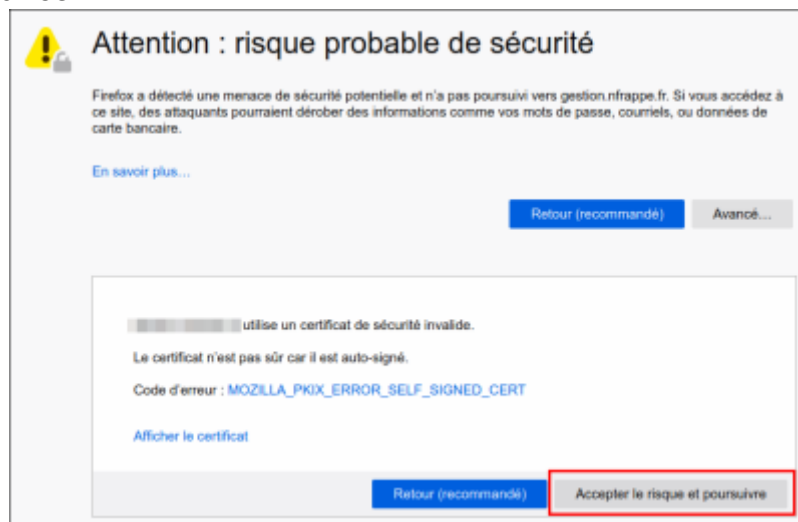 Attention : risque probable de sécurité
Firefox a détecté une menace de sécurité potentielle et n'a pas poursuivi vers gestion.nfrappe.fr. Si vous accédez à
ce site, des attaquants pourraient dérober des informations comme vos mots de passe, courriels, ou données de
carte bancaire.
En savoir plus...
Retour (recommandé) Avancé...
utilise un certificat de sécurité invalide.
Le certificat n'est pas sûr car il est auto-signé.
Code d'erreur : MOZILLA_PKIX_ERROR_SELF_SIGNED_CERT
Afficher le certificat
Retour (recommandé) Accepter le risque et poursuivre